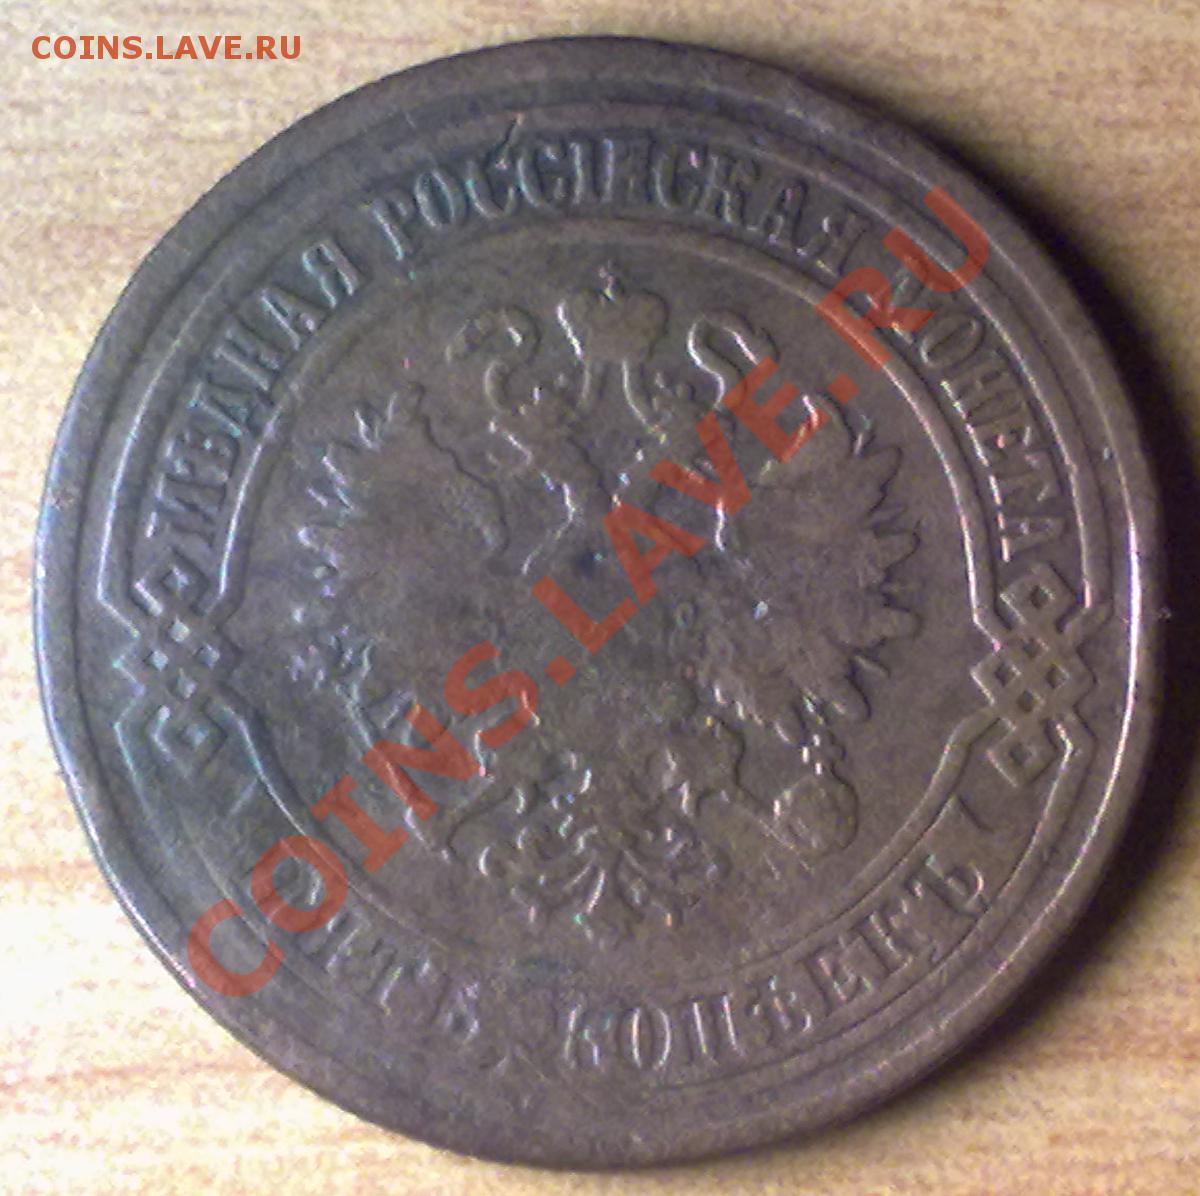 COINS.LAVE.RU
МѢДНАЯ РОССІЙСКАЯ МОНЕТА
ПЯТЬ КОПѢЕКЪ
COINS.LAVE.RU